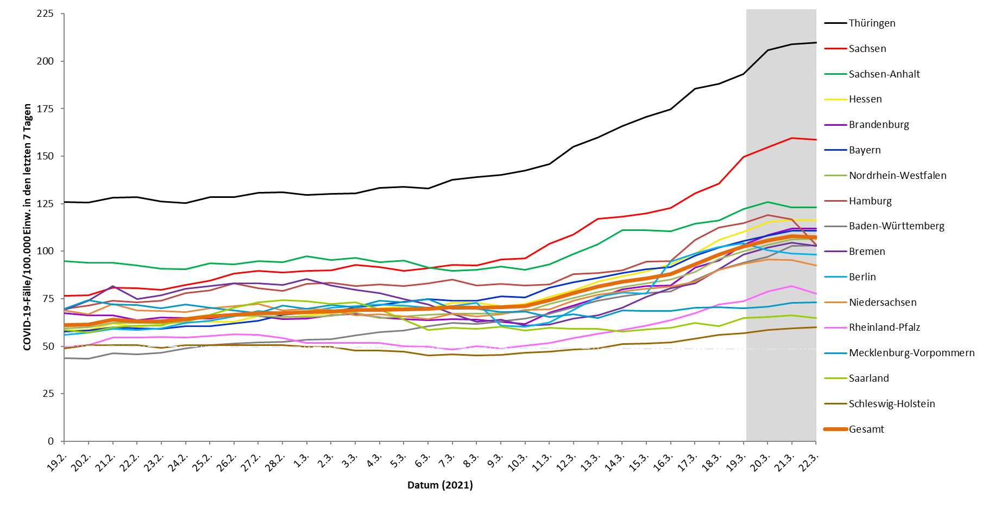 225
200
175
150
125
100
75
50
25
0
COVID-19-Fälle/100.000 Einw. in den letzten 7 Tagen
19.2.
20.2.
21.2.
22.2.
23.2.
24.2.
25.2.
26.2.
27.2.
28.2.
1.3.
2.3.
3.3.
4.3.
5.3.
6.3.
7.3.
8.3.
9.3.
10.3.
11.3.
12.3.
13.3.
14.3.
15.3.
16.3.
17.3.
18.3.
19.3.
20.3.
21.3.
22.3.
Datum (2021)
Thüringen
Sachsen
Sachsen-Anhalt
Hessen
Brandenburg
Bayern
Nordrhein-Westfalen
Hamburg
Baden-Württemberg
Bremen
Berlin
Niedersachsen
Rheinland-Pfalz
Mecklenburg-Vorpommern
Saarland
Schleswig-Holstein
Gesamt